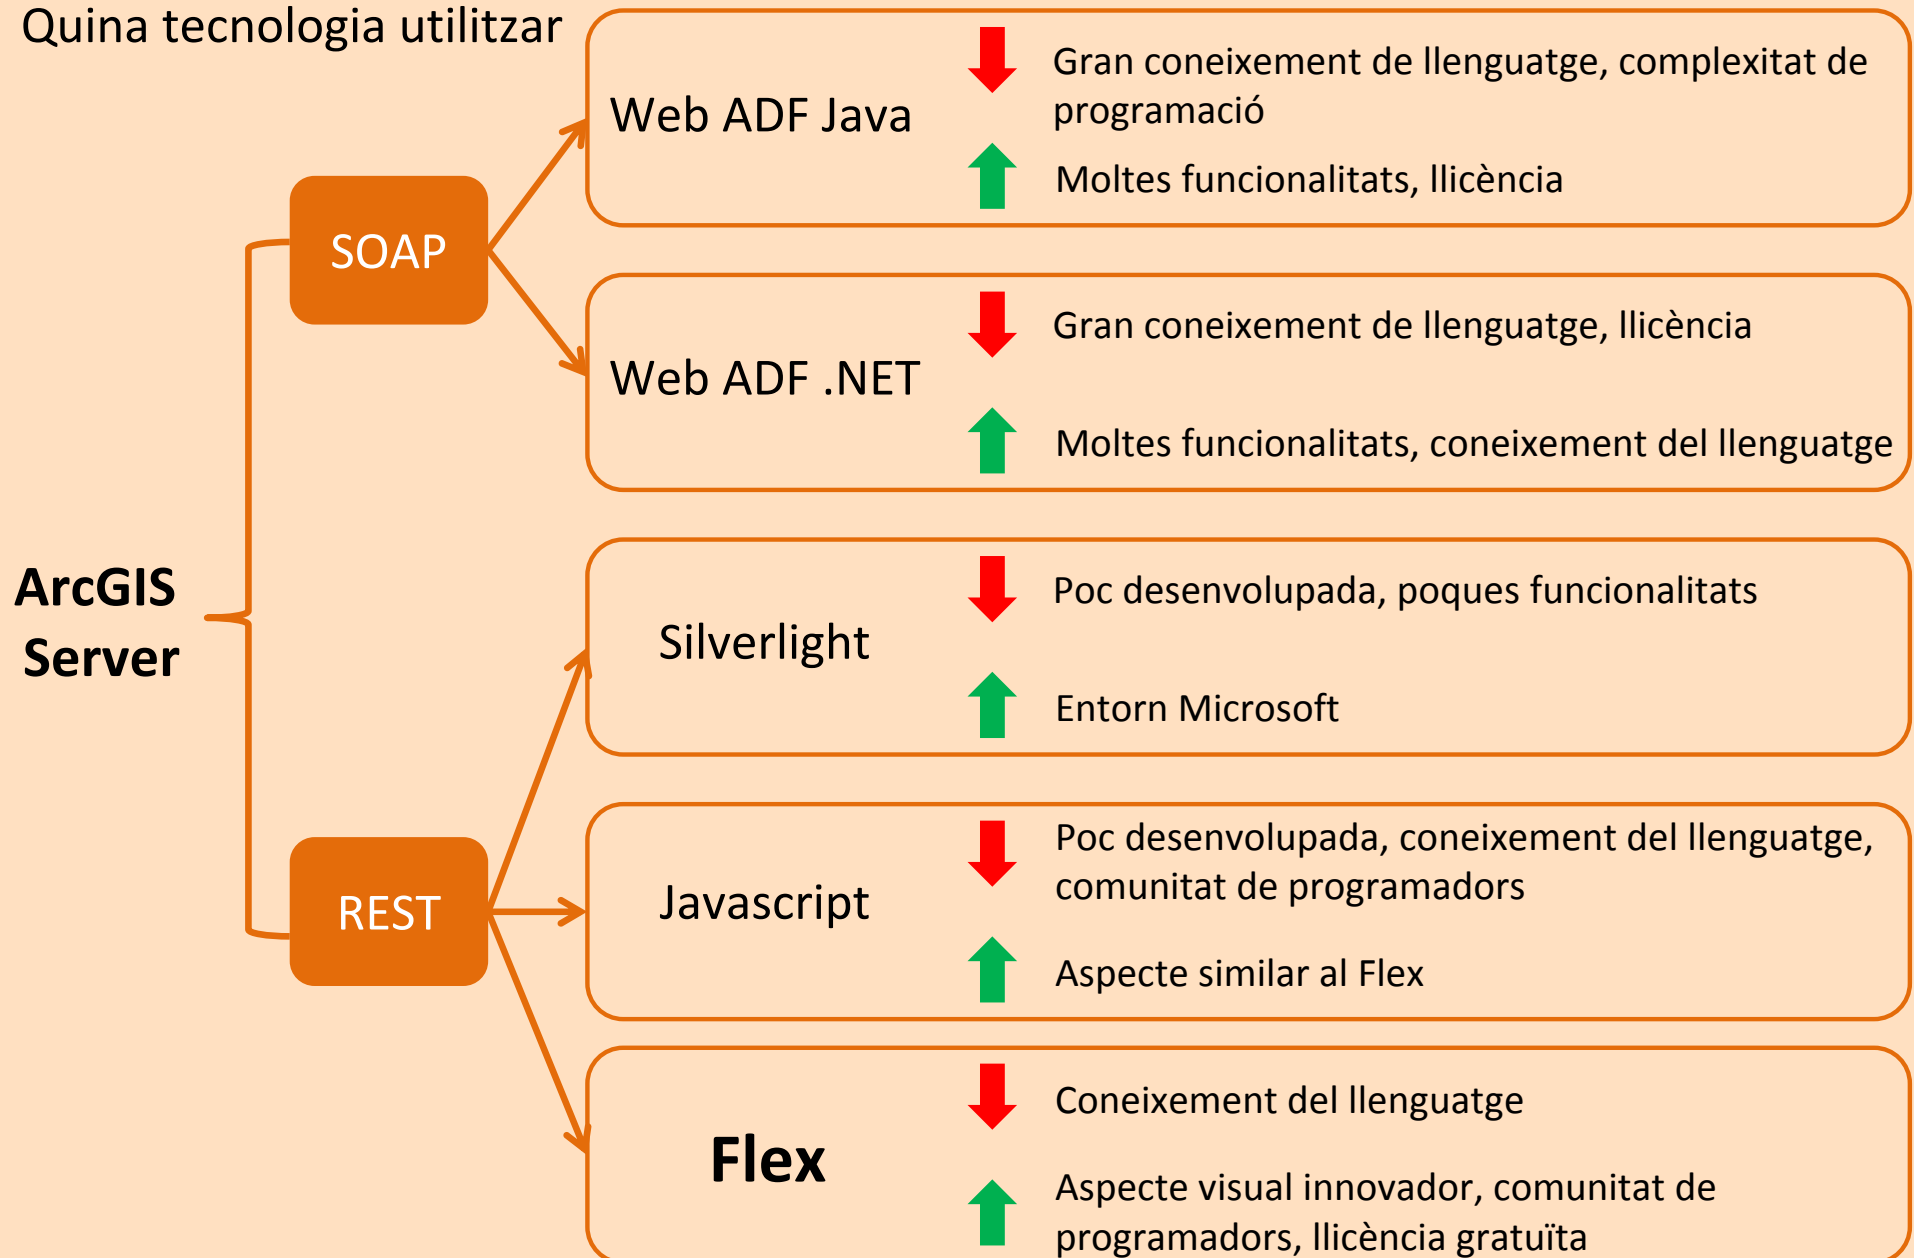 Quina tecnologia utilitzar
Web ADF Java
Gran coneixement de llenguatge, complexitat de
programació
Moltes funcionalitats, llicència
SOAP
Web ADF .NET
Gran coneixement de llenguatge, llicència
Moltes funcionalitats, coneixement del llenguatge
ArcGIS
Server
Silverlight
Poc desenvolupada, poques funcionalitats
Entorn Microsoft
REST
Javascript
Poc desenvolupada, coneixement del llenguatge,
comunitat de programadors
Aspecte similar al Flex
Flex
Coneixement del llenguatge
Aspecte visual innovador, comunitat de
programadors, llicència gratuïta